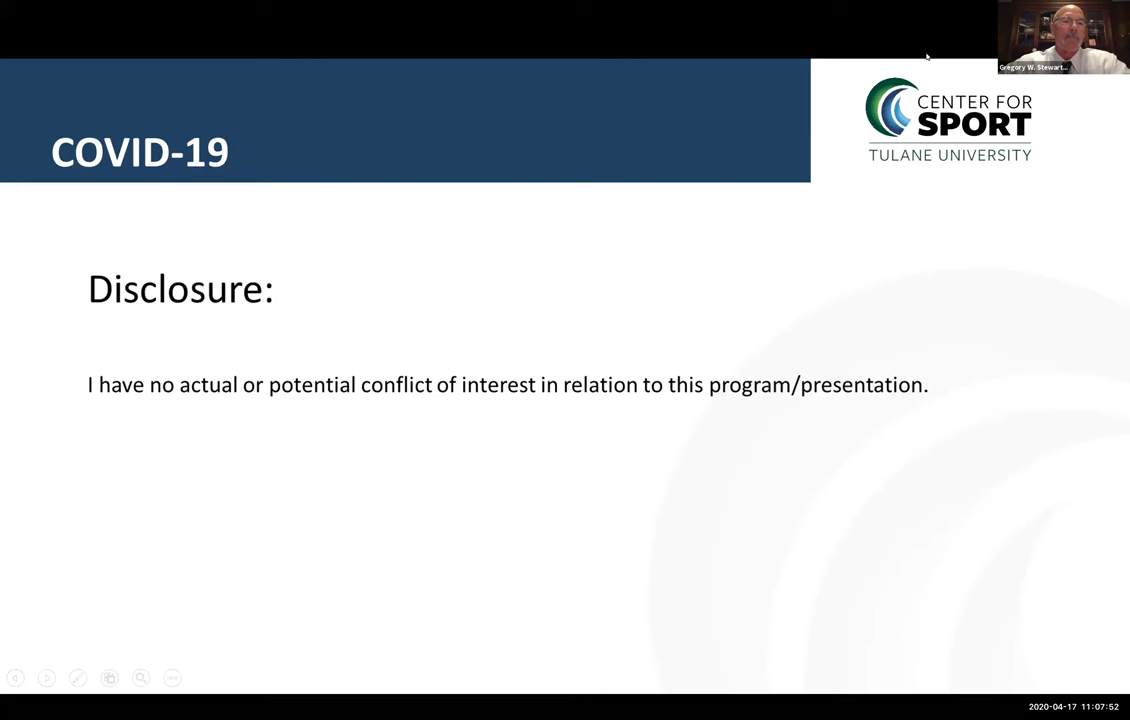 Gregory W. Stewart...
CENTER FOR
SPORT
TULANE UNIVERSITY
COVID-19
Disclosure:
I have no actual or potential conflict of interest in relation to this program/presentation.
2020-04-17 11:07:52